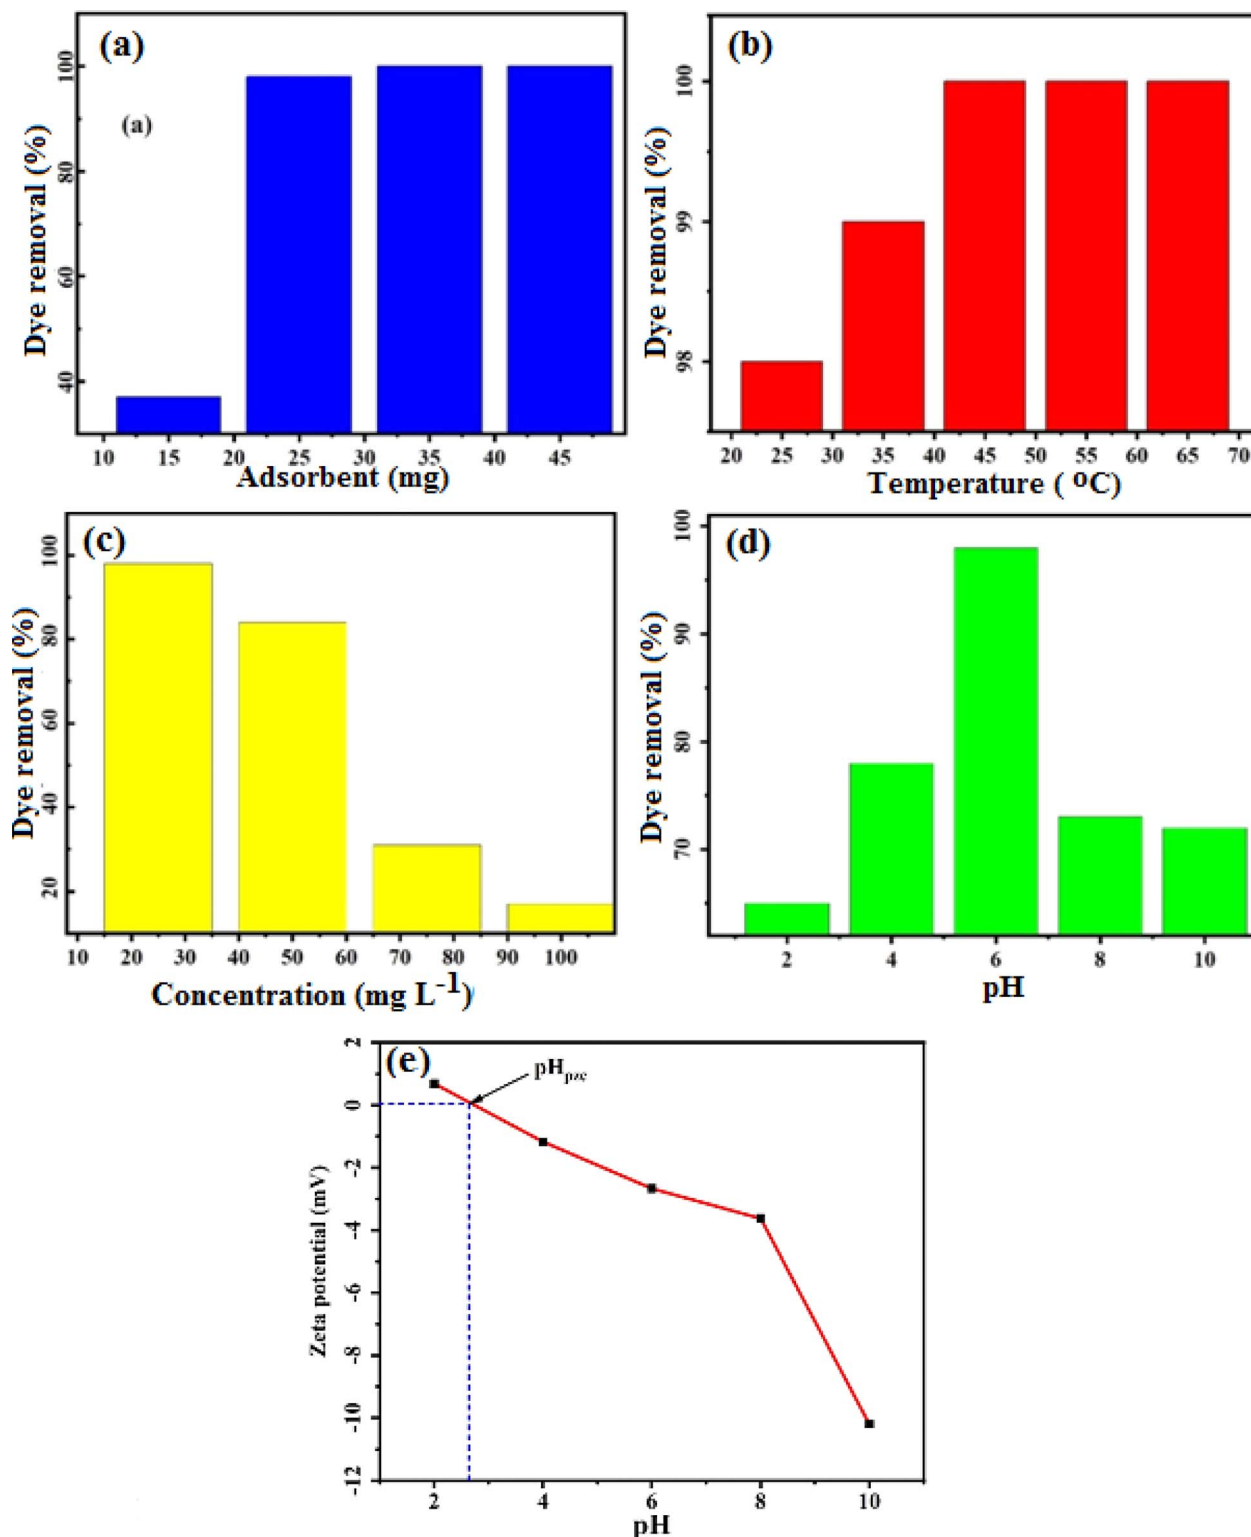 (a)
(a)
Dye removal (%)
100
80
60
40
10 15 20 25 30 35 40 45
Adsorbent (mg)
(b)
Dye removal (%)
100
99
98
20 25 30 35 40 45 50 55 60 65 70
Temperature ( ºC)
(c)
Dye removal (%)
100
80
60
40
20
10 20 30 40 50 60 70 80 90 100
Concentration (mg L⁻¹)
(d)
Dye removal (%)
100
90
80
70
2 4 6 8 10
pH
(e)
pHpzc
Zeta potential (mV)
2
0
-2
-4
-6
-8
-10
-12
2 4 6 8 10
pH